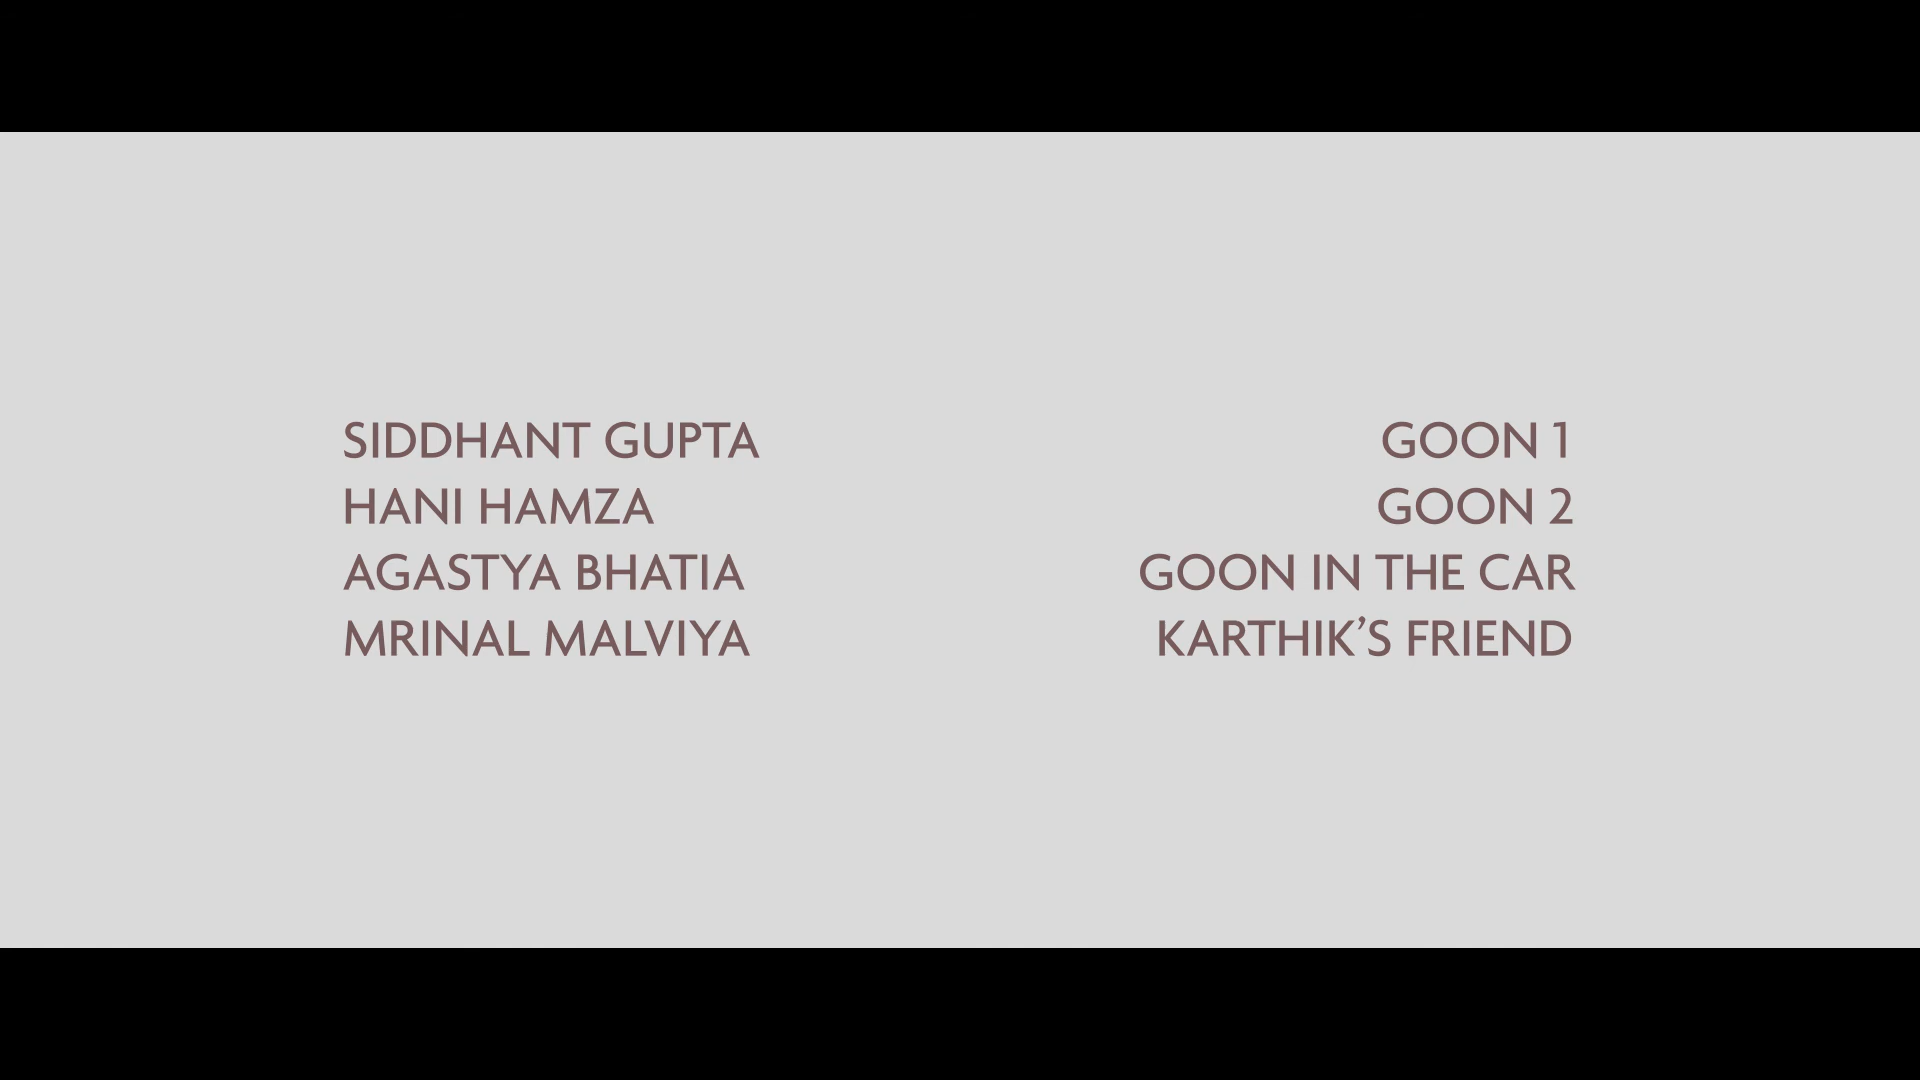 SIDDHANT GUPTA GOON 1
HANI HAMZA GOON 2
AGASTYA BHATIA GOON IN THE CAR
MRINAL MALVIYA KARTHIK’S FRIEND